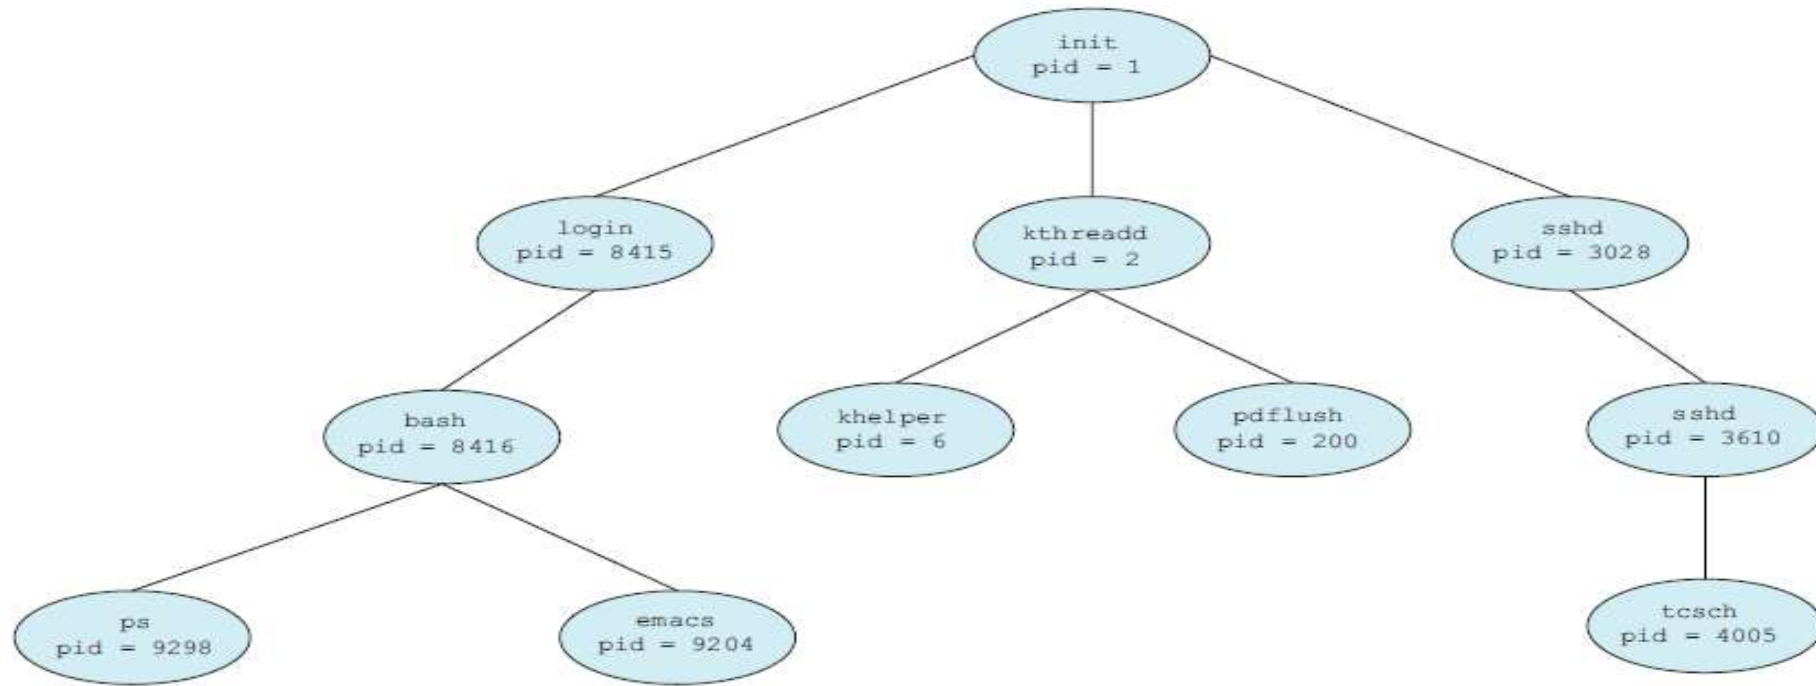 init
pid = 1
login
pid = 8415
kthreadd
pid = 2
sshd
pid = 3028
bash
pid = 8416
khelper
pid = 6
pdflush
pid = 200
sshd
pid = 3610
ps
pid = 9298
emacs
pid = 9204
tcsch
pid = 4005